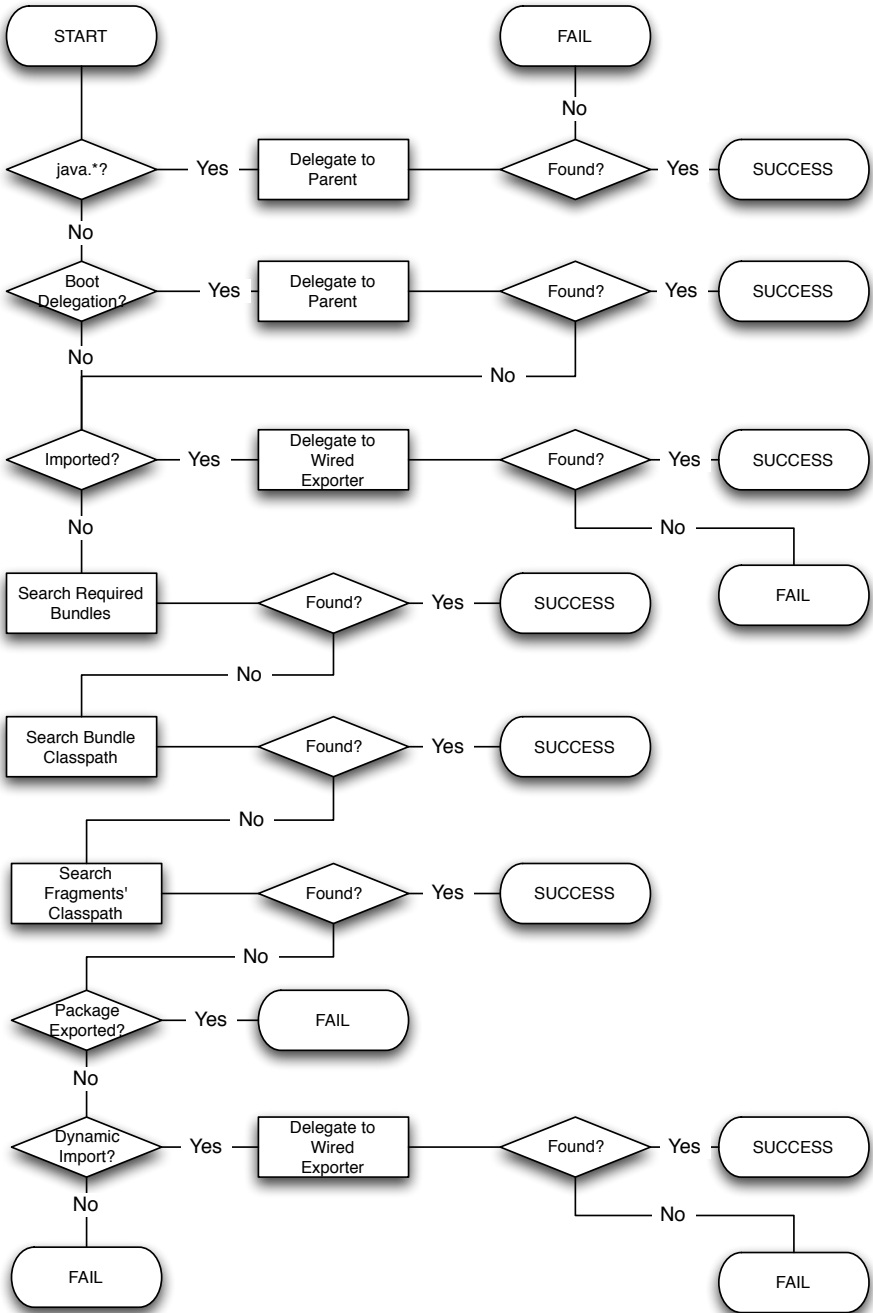 START
FAIL
No
java.*?
Yes
Delegate to
Parent
Found?
Yes
SUCCESS
No
Boot
Delegation?
Yes
Delegate to
Parent
Found?
Yes
SUCCESS
No
No
Imported?
Yes
Delegate to
Wired
Exporter
Found?
Yes
SUCCESS
No
No
Search Required
Bundles
Found?
Yes
SUCCESS
FAIL
No
Search Bundle
Classpath
Found?
Yes
SUCCESS
No
Search
Fragments'
Classpath
Found?
Yes
SUCCESS
No
Package
Exported?
Yes
FAIL
No
Dynamic
Import?
Yes
Delegate to
Wired
Exporter
Found?
Yes
SUCCESS
No
No
FAIL
FAIL